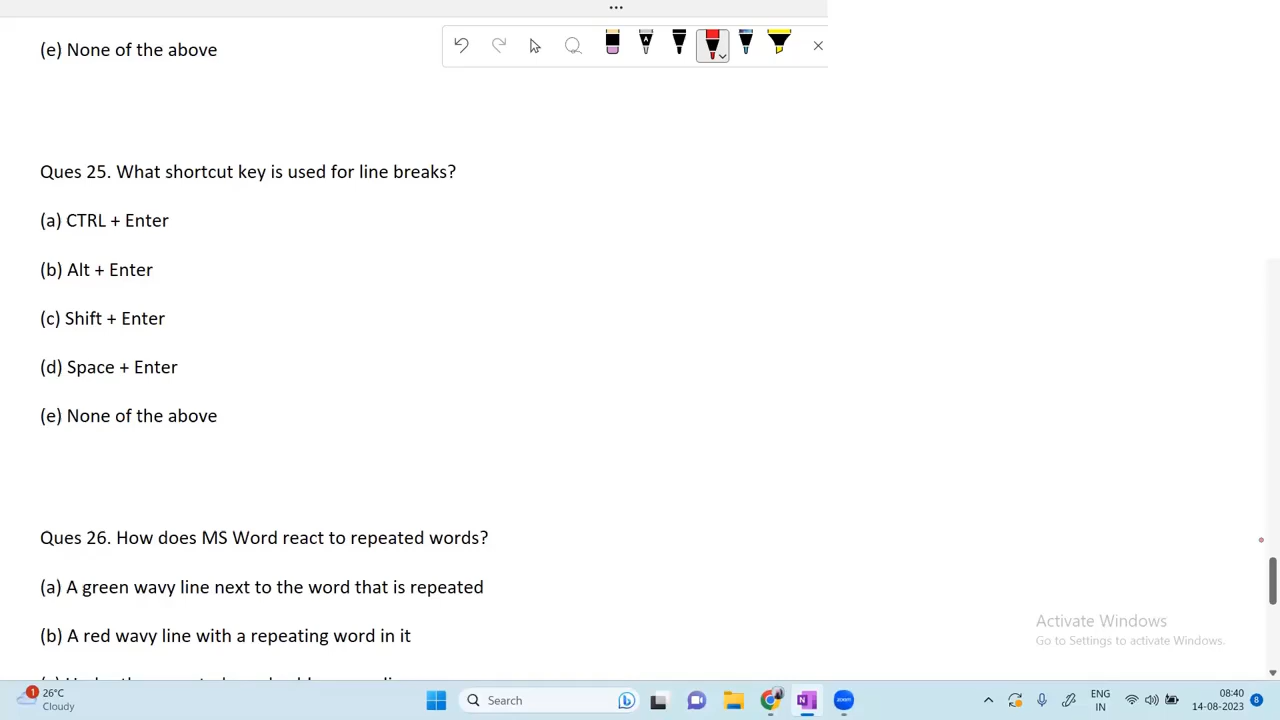 (e) None of the above
Ques 25. What shortcut key is used for line breaks?
(a) CTRL + Enter
(b) Alt + Enter
(c) Shift + Enter
(d) Space + Enter
(e) None of the above
Ques 26. How does MS Word react to repeated words?
(a) A green wavy line next to the word that is repeated
(b) A red wavy line with a repeating word in it
Activate Windows
Go to Settings to activate Windows.
1
26°C
Cloudy
Search
zoom
ENG
IN
08:40
14-08-2023
8